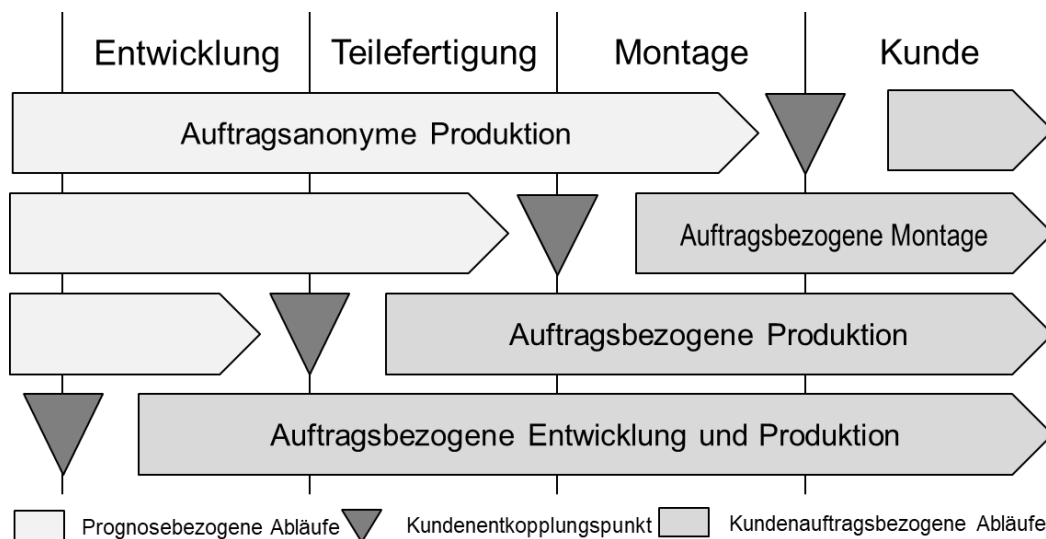 Entwicklung Teilefertigung Montage Kunde
Auftragsanonyme Produktion
Auftragsbezogene Montage
Auftragsbezogene Produktion
Auftragsbezogene Entwicklung und Produktion
Prognosebezogene Abläufe Kundenentkopplungspunkt Kundenauftragsbezogene Abläufe